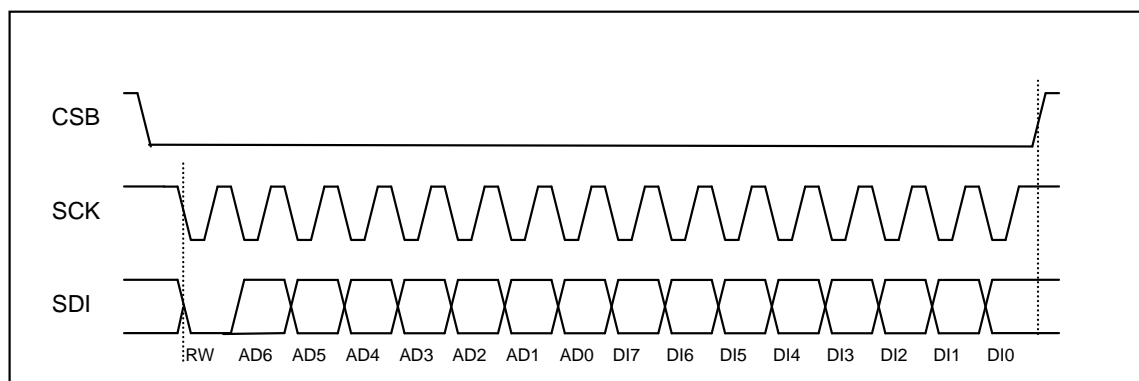 CSB
SCK
SDI
RW AD6 AD5 AD4 AD3 AD2 AD1 AD0 DI7 DI6 DI5 DI4 DI3 DI2 DI1 DI0